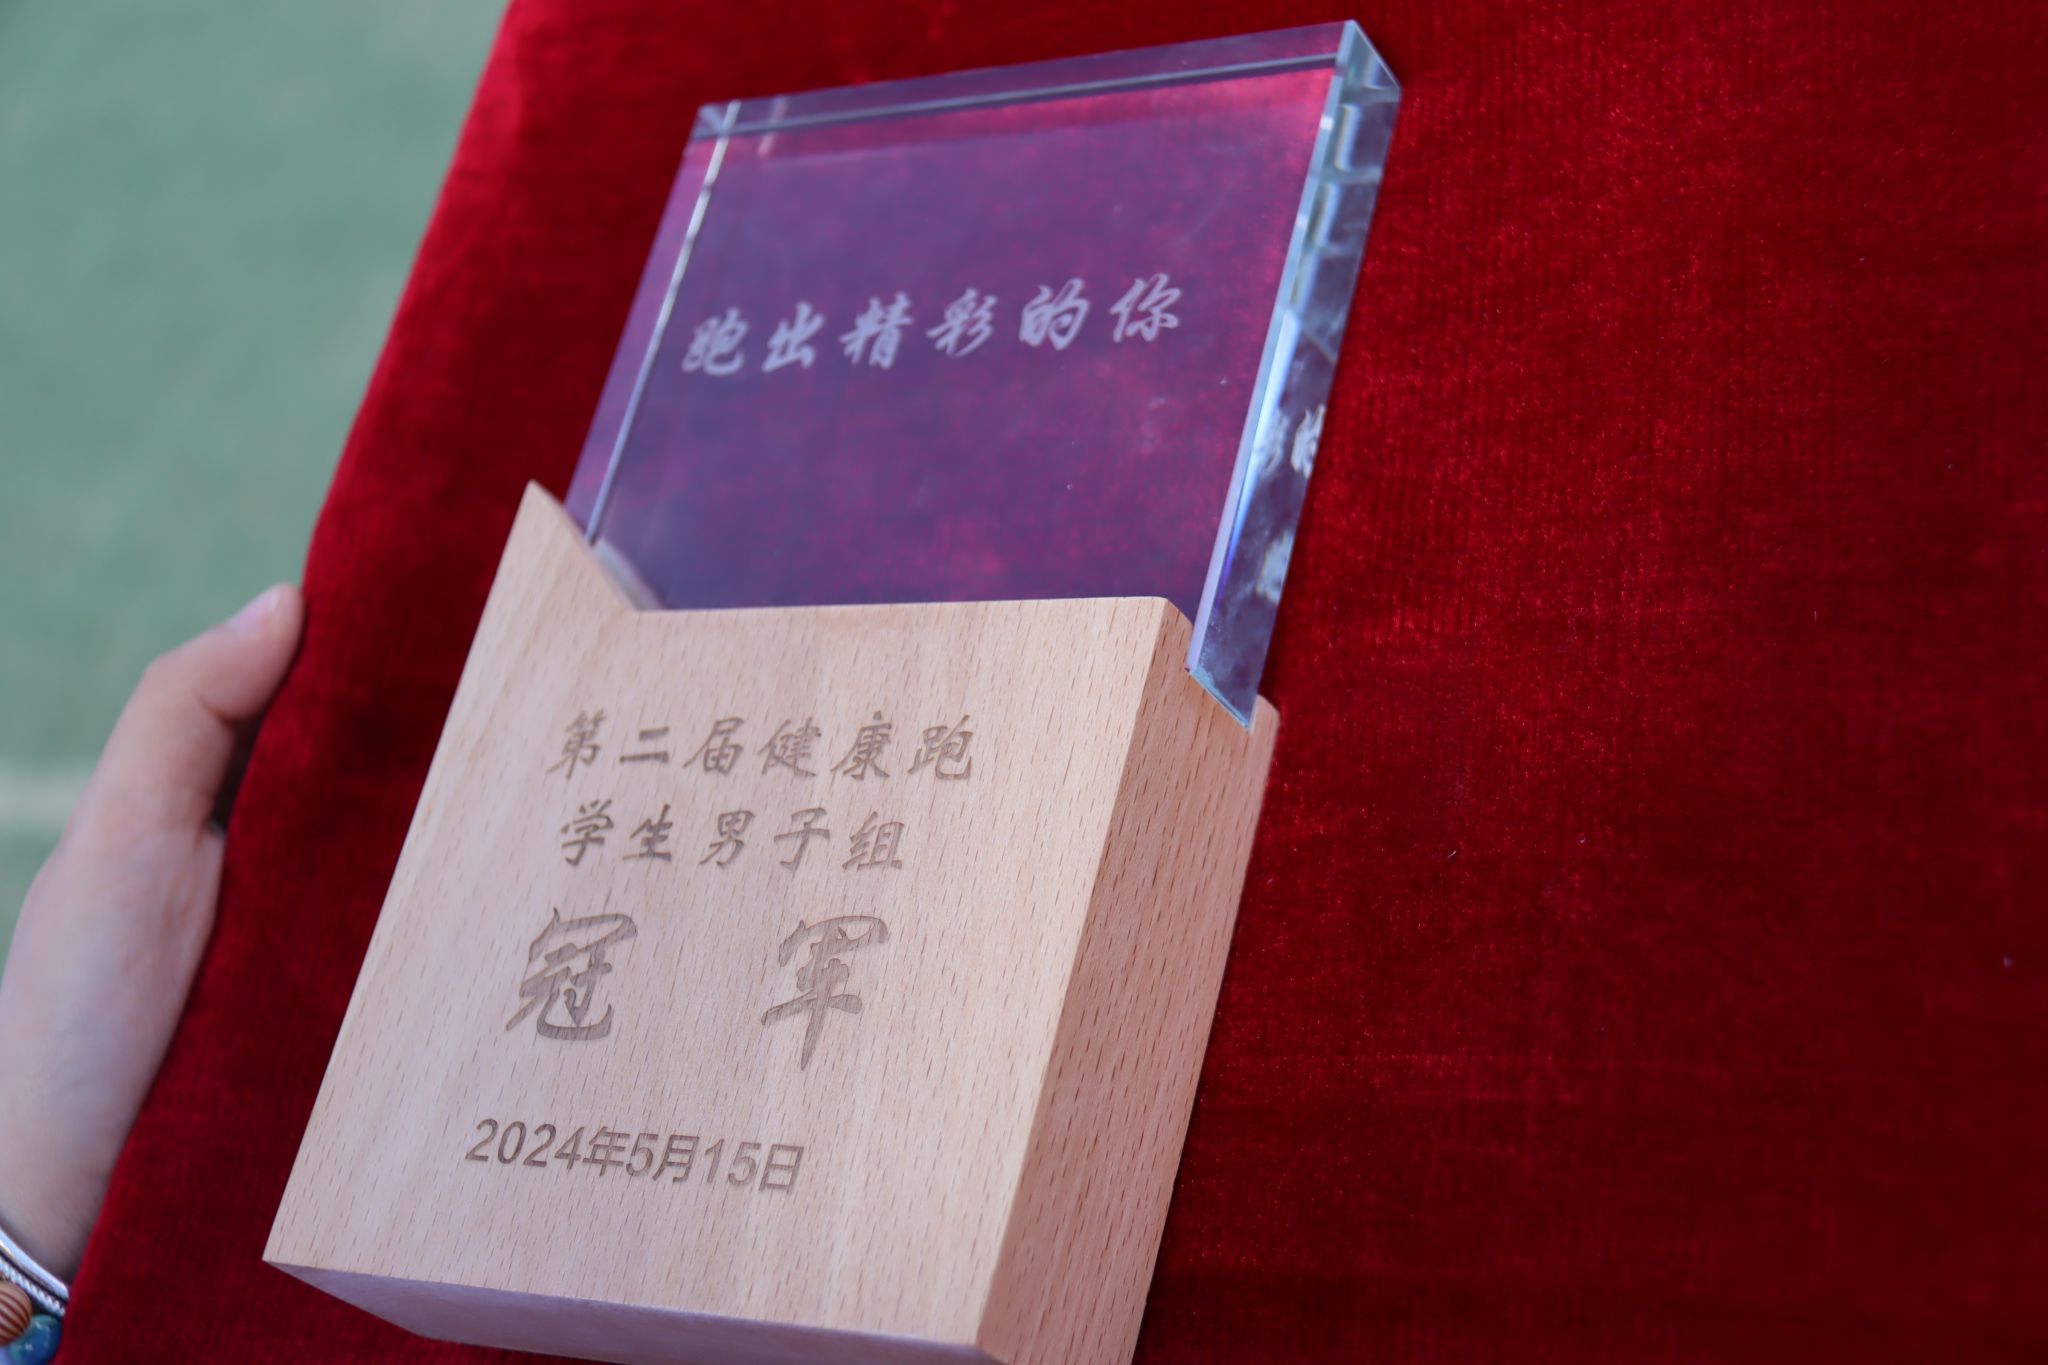 跑出精彩的你
第二届健康跑
学生男子组
冠军
2024年5月15日